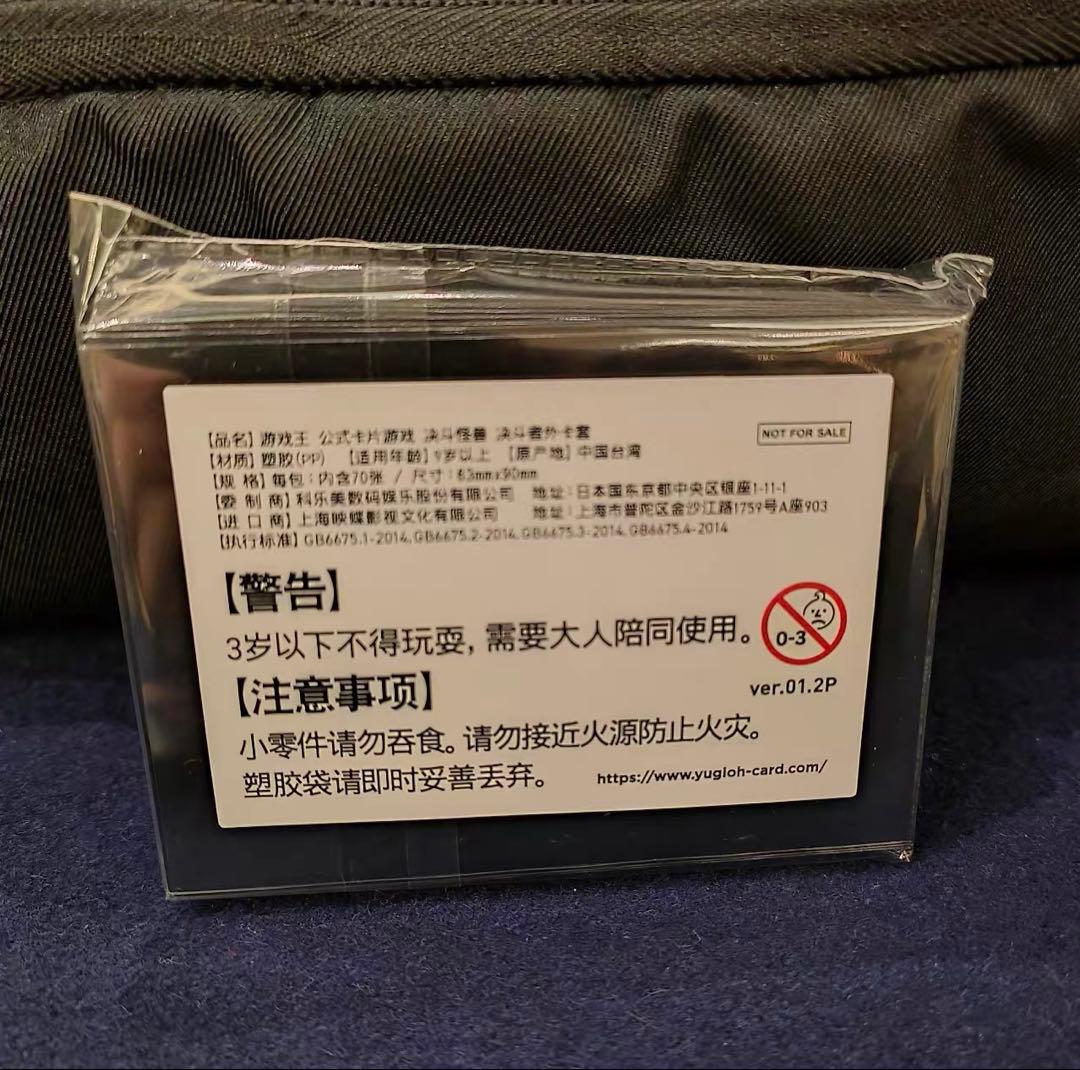 【品名】游戏王 公式卡片游戏 决斗怪兽 决斗者外卡套
NOT FOR SALE
【材质】塑胶(PP) 【适用年龄】9岁以上 【原产地】中国台湾
【规 格】每包：内含70张 / 尺寸：63mmx90mm
【委 制 商】科乐美数码娱乐股份有限公司 地址：日本国东京都中央区银座1-11-1
【进 口 商】上海映蝶影视文化有限公司 地址：上海市普陀区金沙江路1759号A座903
【执行标准】GB6675.1-2014, GB6675.2-2014, GB6675.3-2014, GB6675.4-2014
【警告】
3岁以下不得玩耍, 需要大人陪同使用。
0-3
【注意事项】
ver.01.2P
小零件请勿吞食。请勿接近火源防止火灾。
塑胶袋请即时妥善丢弃。
https://www.yugioh-card.com/